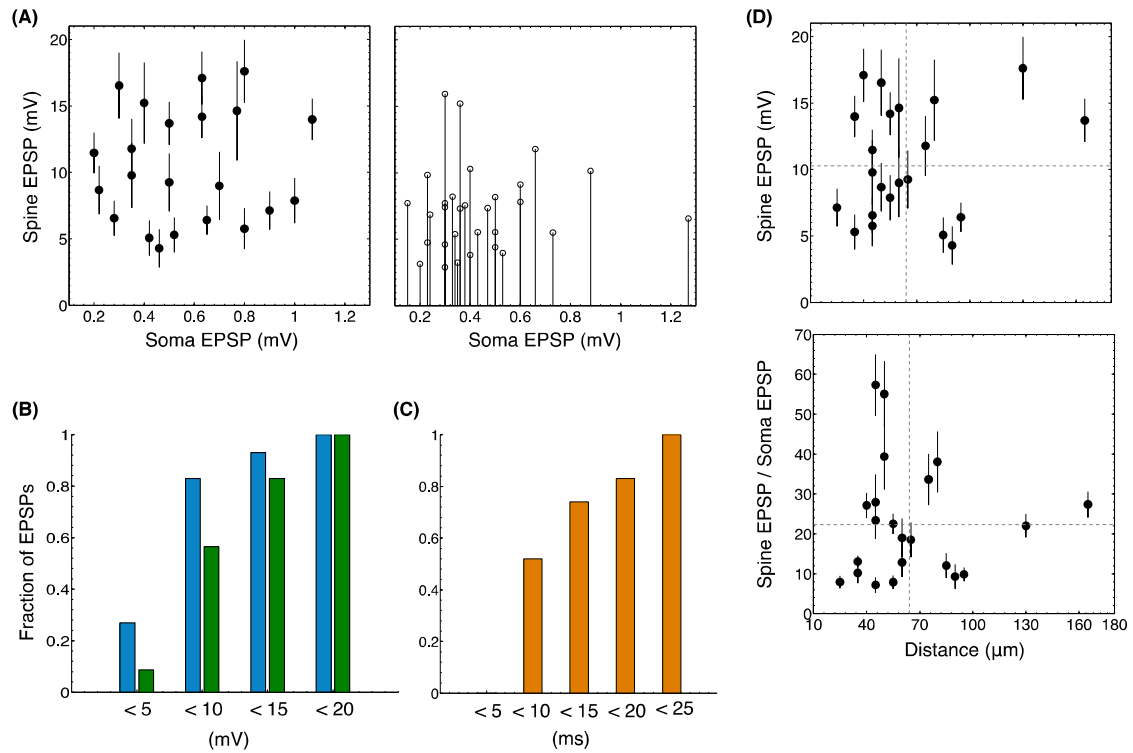 (A)
20
15
10
5
0
Spine EPSP (mV)
0.2 0.4 0.6 0.8 1.0 1.2
Soma EPSP (mV)
0.2 0.4 0.6 0.8 1.2
Soma EPSP (mV)
(B)
1
0.8
0.6
0.4
0.2
0
Fraction of EPSPs
< 5 < 10 < 15 < 20
(mV)
(C)
1
0.8
0.6
0.4
0.2
0
< 5 < 10 < 15 < 20 < 25
(ms)
(D)
20
15
10
5
0
Spine EPSP (mV)
70
60
50
40
30
20
10
0
Spine EPSP / Soma EPSP
10 40 70 100 130 160 180
Distance (µm)